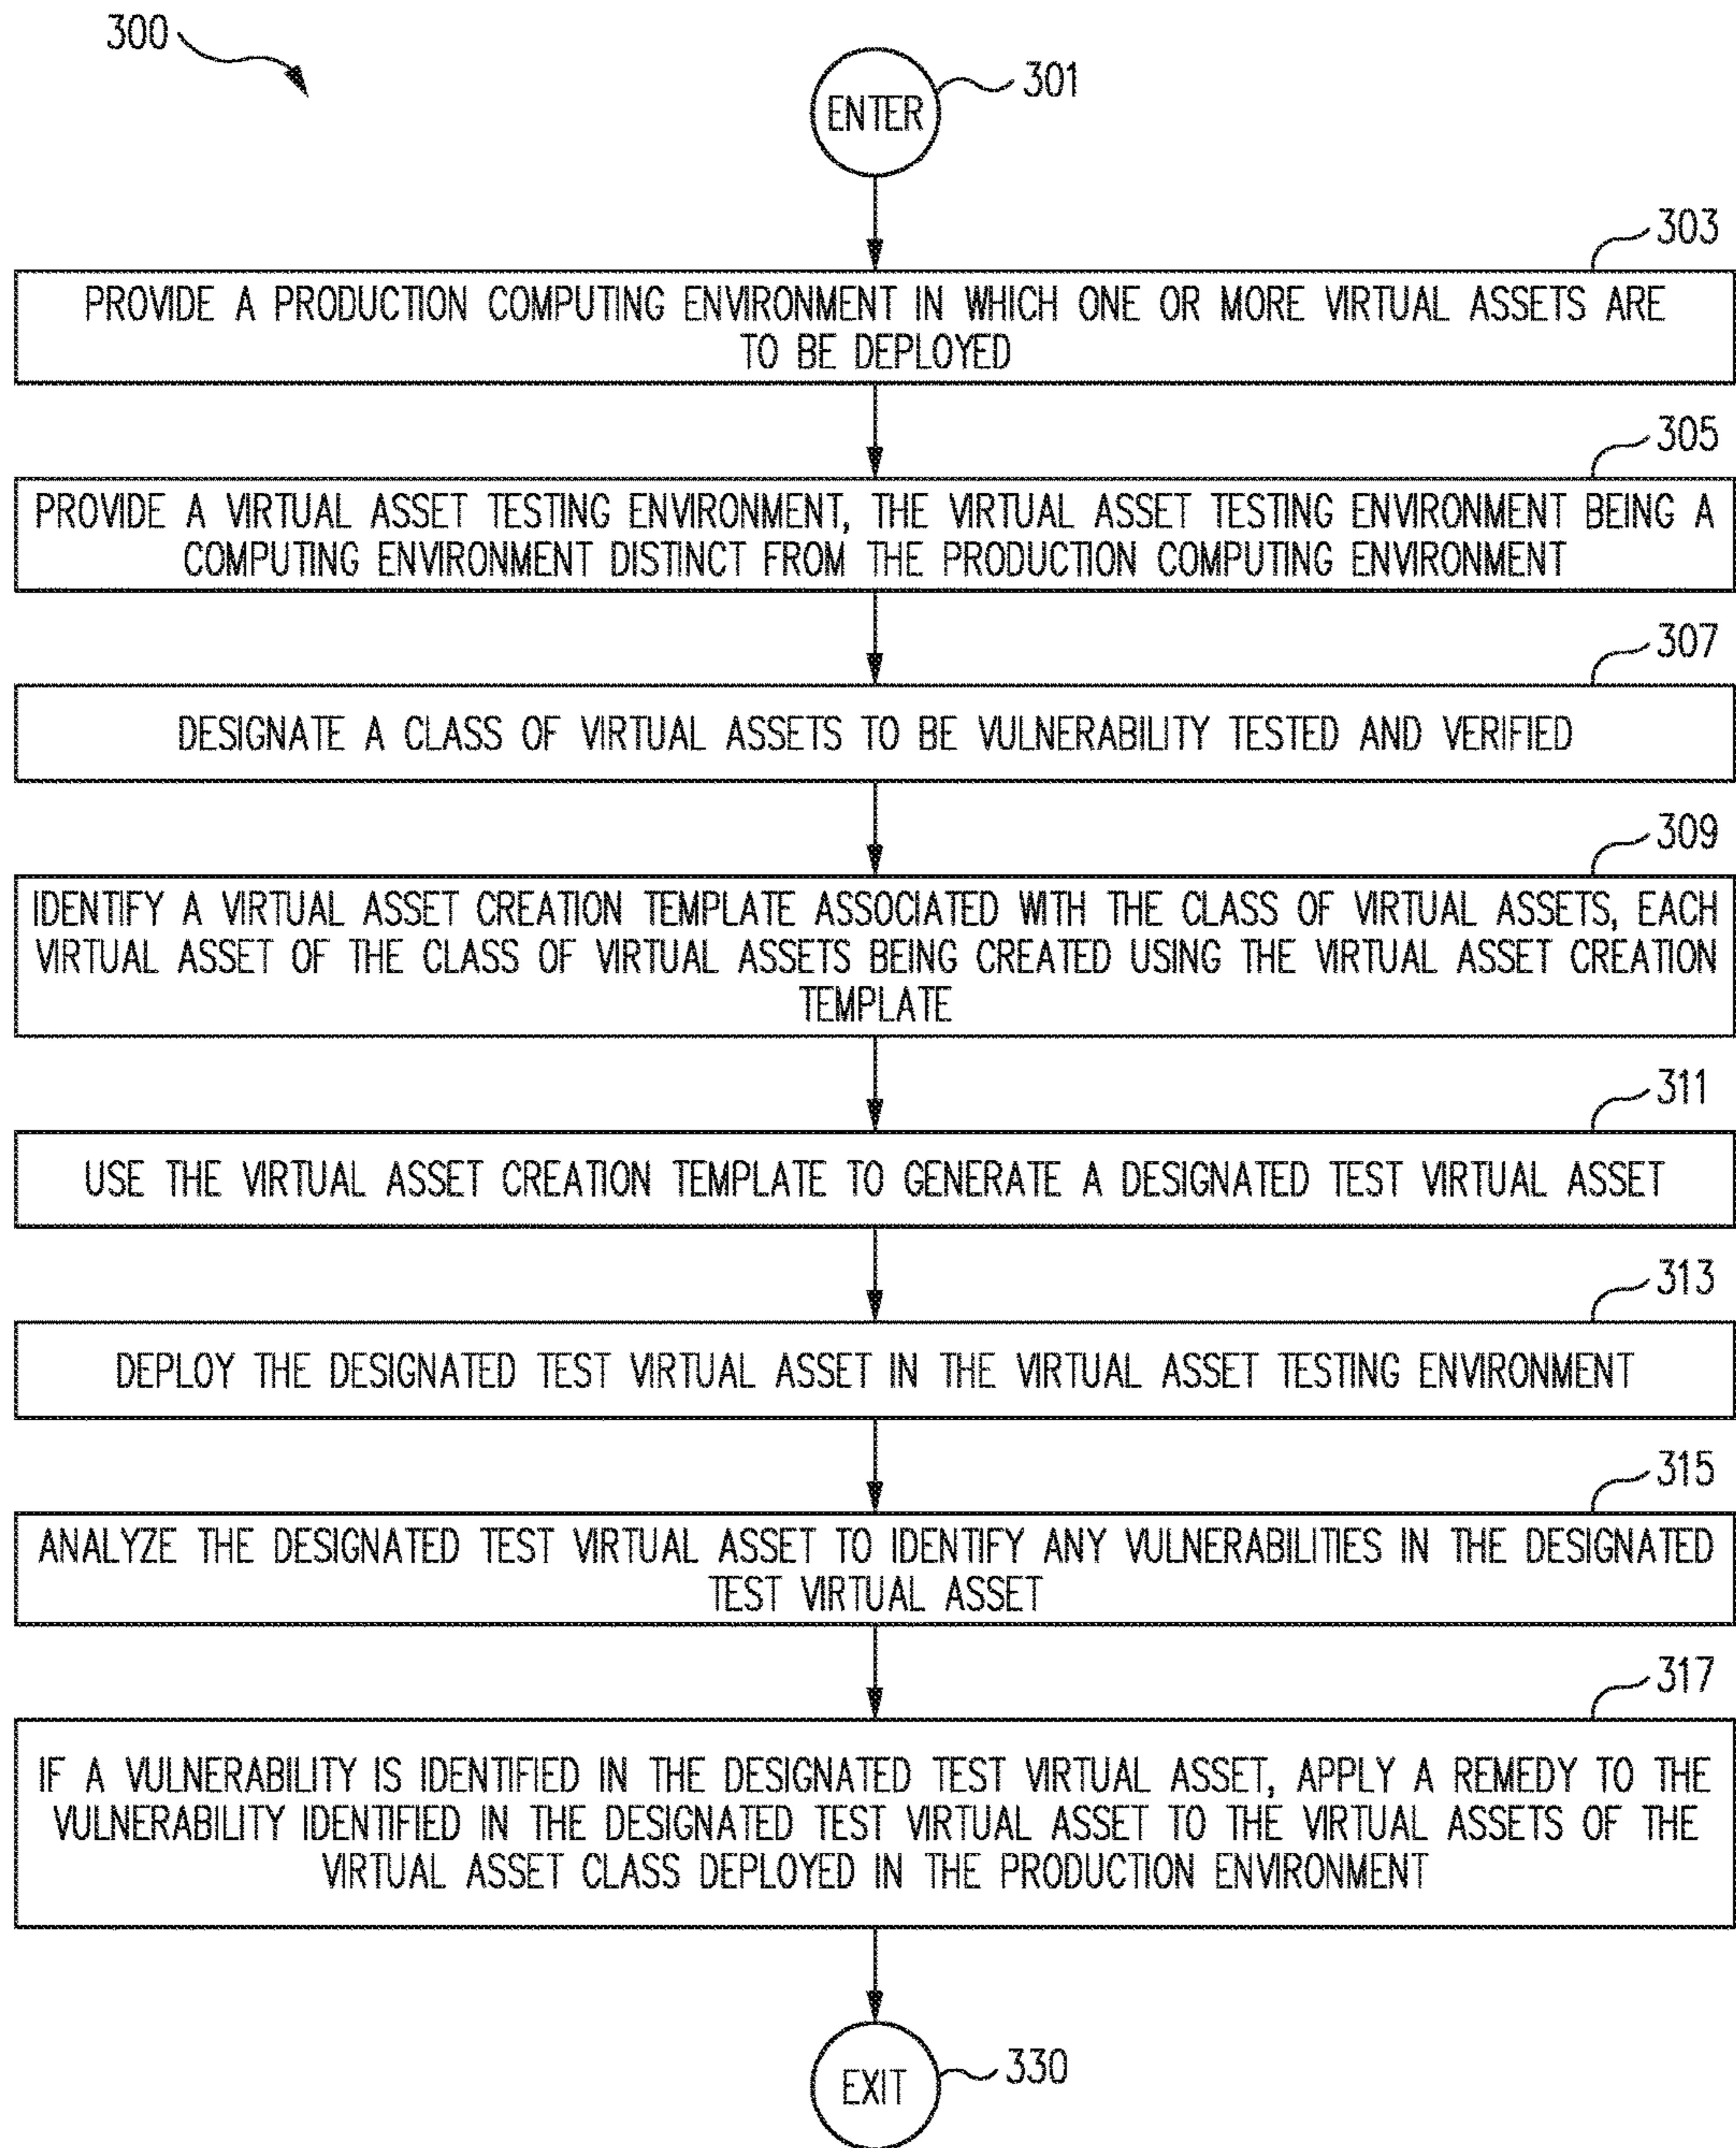 300
ENTER
301
303
PROVIDE A PRODUCTION COMPUTING ENVIRONMENT IN WHICH ONE OR MORE VIRTUAL ASSETS ARE
TO BE DEPLOYED
305
PROVIDE A VIRTUAL ASSET TESTING ENVIRONMENT, THE VIRTUAL ASSET TESTING ENVIRONMENT BEING A
COMPUTING ENVIRONMENT DISTINCT FROM THE PRODUCTION COMPUTING ENVIRONMENT
307
DESIGNATE A CLASS OF VIRTUAL ASSETS TO BE VULNERABILITY TESTED AND VERIFIED
309
IDENTIFY A VIRTUAL ASSET CREATION TEMPLATE ASSOCIATED WITH THE CLASS OF VIRTUAL ASSETS, EACH
VIRTUAL ASSET OF THE CLASS OF VIRTUAL ASSETS BEING CREATED USING THE VIRTUAL ASSET CREATION
TEMPLATE
311
USE THE VIRTUAL ASSET CREATION TEMPLATE TO GENERATE A DESIGNATED TEST VIRTUAL ASSET
313
DEPLOY THE DESIGNATED TEST VIRTUAL ASSET IN THE VIRTUAL ASSET TESTING ENVIRONMENT
315
ANALYZE THE DESIGNATED TEST VIRTUAL ASSET TO IDENTIFY ANY VULNERABILITIES IN THE DESIGNATED
TEST VIRTUAL ASSET
317
IF A VULNERABILITY IS IDENTIFIED IN THE DESIGNATED TEST VIRTUAL ASSET, APPLY A REMEDY TO THE
VULNERABILITY IDENTIFIED IN THE DESIGNATED TEST VIRTUAL ASSET TO THE VIRTUAL ASSETS OF THE
VIRTUAL ASSET CLASS DEPLOYED IN THE PRODUCTION ENVIRONMENT
EXIT
330